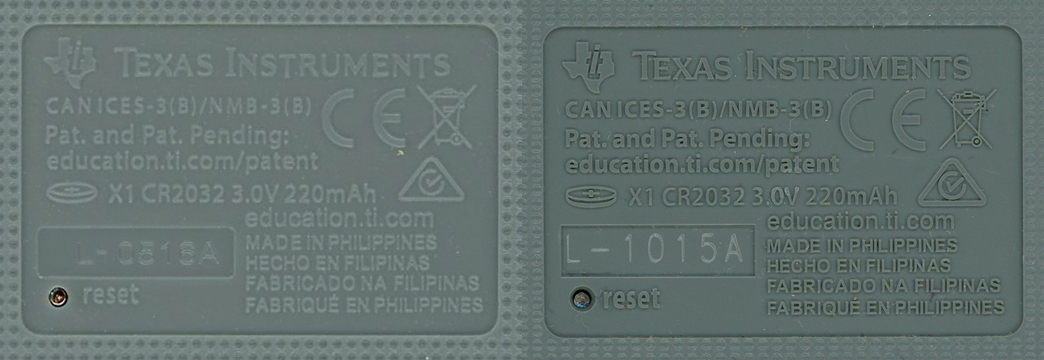 TEXAS INSTRUMENTS
CAN ICES-3(B)/NMB-3(B)
Pat. and Pat. Pending:
education.ti.com/patent
X1 CR2032 3.0V 220mAh
education.ti.com
L-0516A
MADE IN PHILIPPINES
HECHO EN FILIPINAS
FABRICADO NA FILIPINAS
FABRIQUÉ EN PHILIPPINES
reset
TEXAS INSTRUMENTS
CAN ICES-3(B)/NMB-3(B)
Pat. and Pat. Pending:
education.ti.com/patent
X1 CR2032 3.0V 220mAh
education.ti.com
L-1015A
MADE IN PHILIPPINES
HECHO EN FILIPINAS
FABRICADO NA FILIPINAS
FABRIQUÉ EN PHILIPPINES
reset